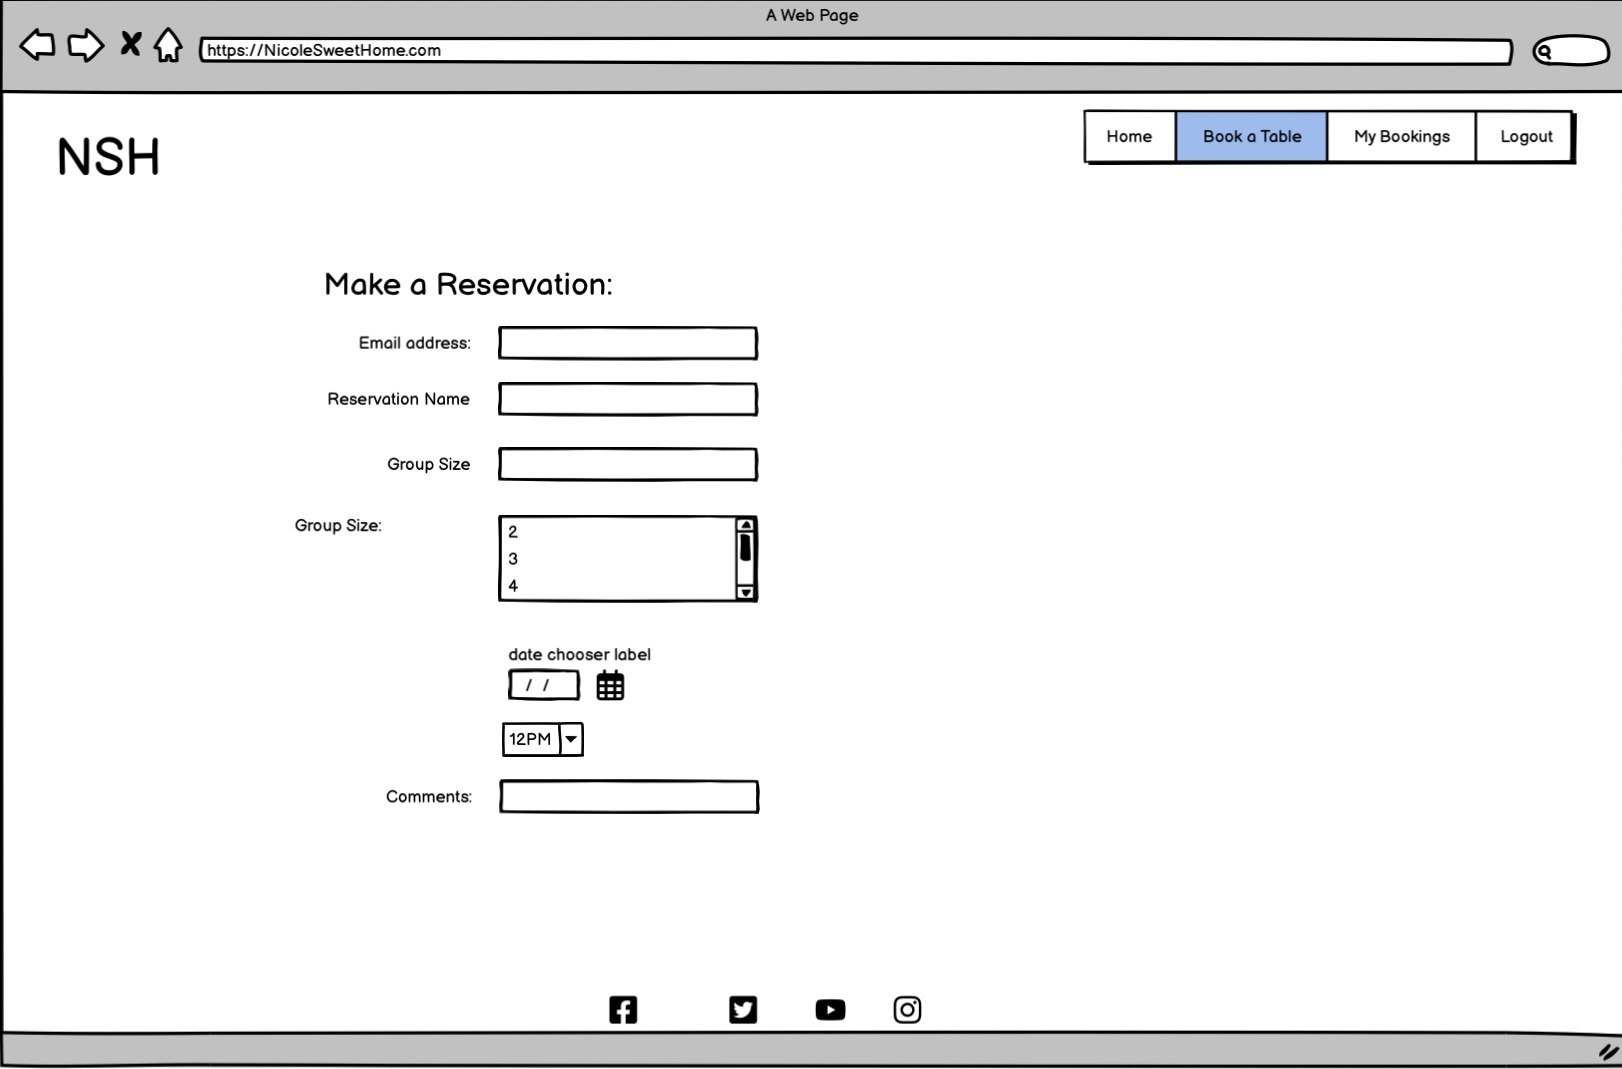 A Web Page
https://NicoleSweetHome.com
NSH
Home
Book a Table
My Bookings
Logout
Make a Reservation:
Email address:
Reservation Name
Group Size
Group Size:
2
3
4
date chooser label
/ /
12PM
Comments: